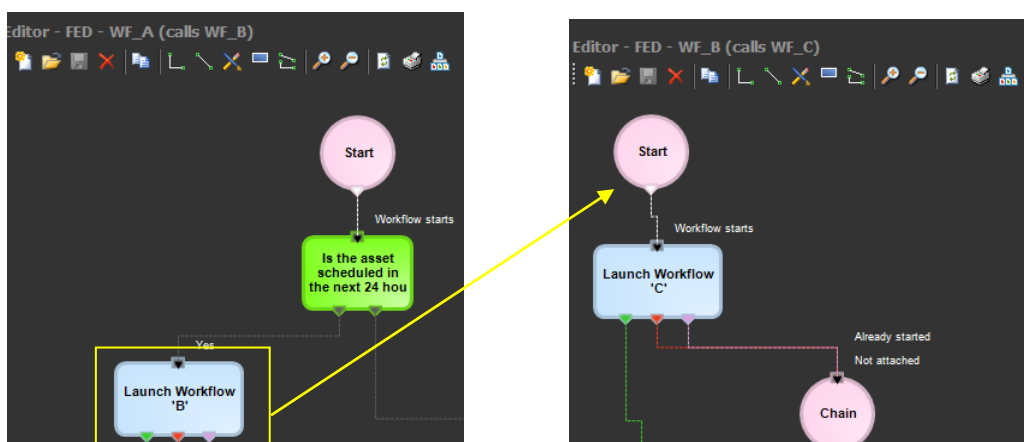 Editor - FED - WF_A (calls WF_B)
Start
Workflow starts
Is the asset
scheduled in
the next 24 hou
Yes
Launch Workflow
'B'
Editor - FED - WF_B (calls WF_C)
Start
Workflow starts
Launch Workflow
'C'
Already started
Not attached
Chain